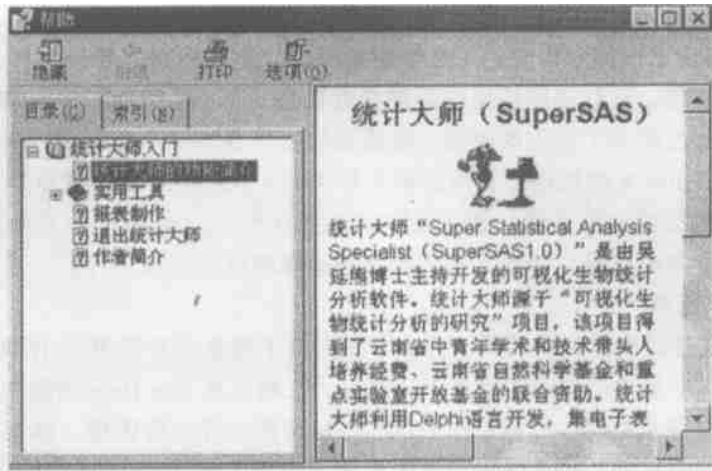 帮助
隐藏 打印 选项(O)
目录(C) 索引(N)
统计大师入门
实用工具
报表制作
退出统计大师
作者简介
统计大师（SuperSAS）
统计大师“Super Statistical Analysis
Specialist（SuperSAS1.0）”是由吴
延熊博士主持开发的可视化生物统计
分析软件。统计大师源于“可视化生
物统计分析的研究”项目，该项目得
到了云南省中青年学术和技术带头人
培养经费、云南省自然科学基金和重
点实验室开放基金的联合资助。统计
大师利用Delphi语言开发，集电子表